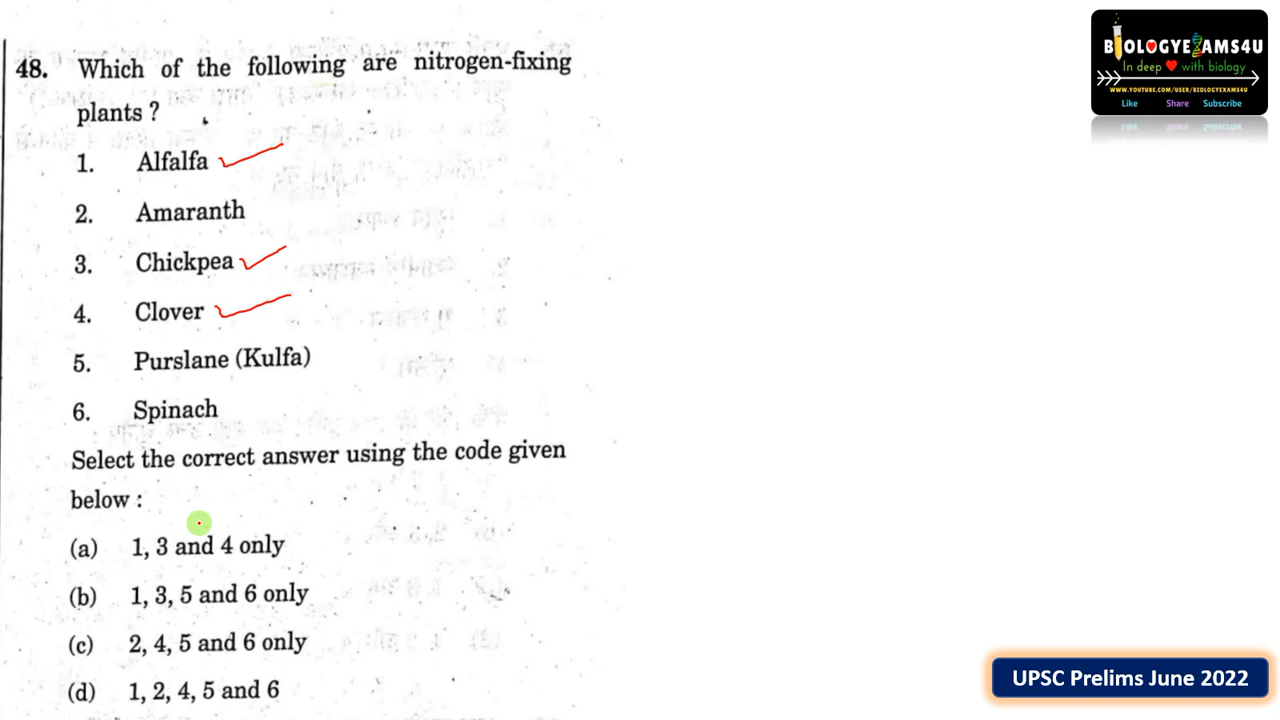 48. Which of the following are nitrogen-fixing
plants ?
1. Alfalfa
2. Amaranth
3. Chickpea
4. Clover
5. Purslane (Kulfa)
6. Spinach
Select the correct answer using the code given
below :
(a) 1, 3 and 4 only
(b) 1, 3, 5 and 6 only
(c) 2, 4, 5 and 6 only
(d) 1, 2, 4, 5 and 6
BIOLOGYEXAMS4U
In deep with biology
WWW.YOUTUBE.COM/USER/BIOLOGYEXAMS4U
Like Share Subscribe
UPSC Prelims June 2022